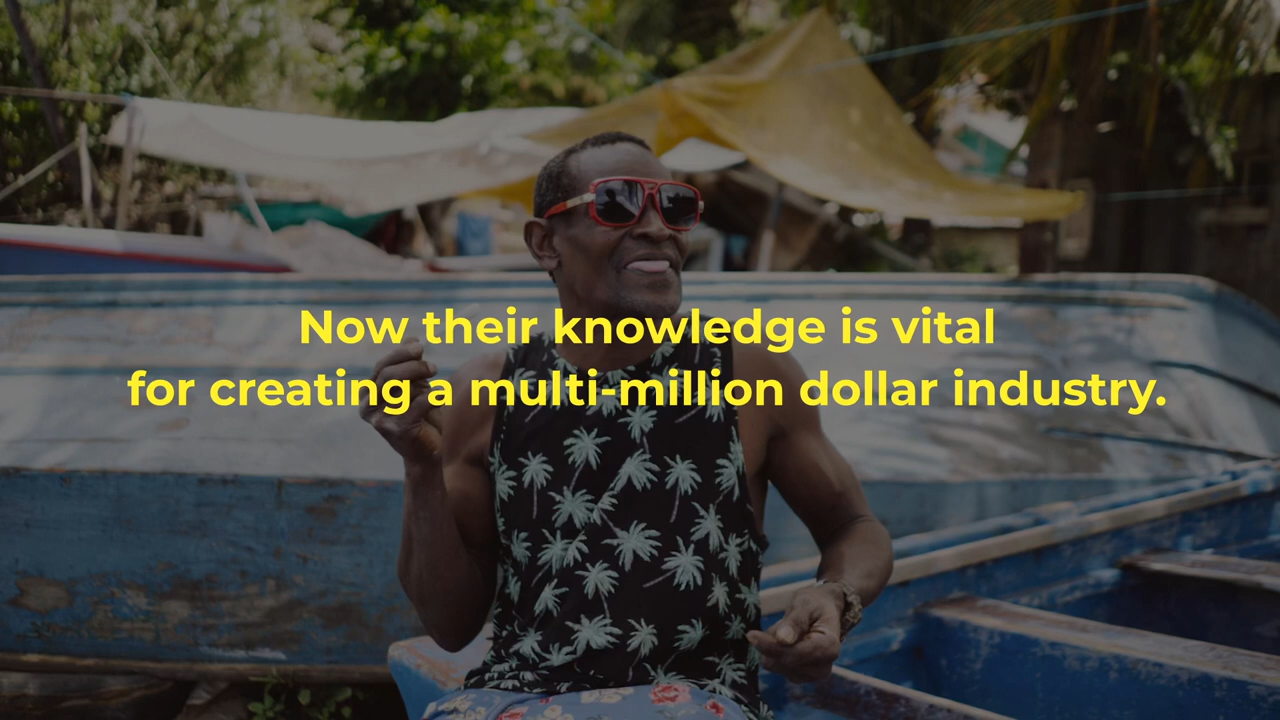 Now their knowledge is vital
for creating a multi-million dollar industry.